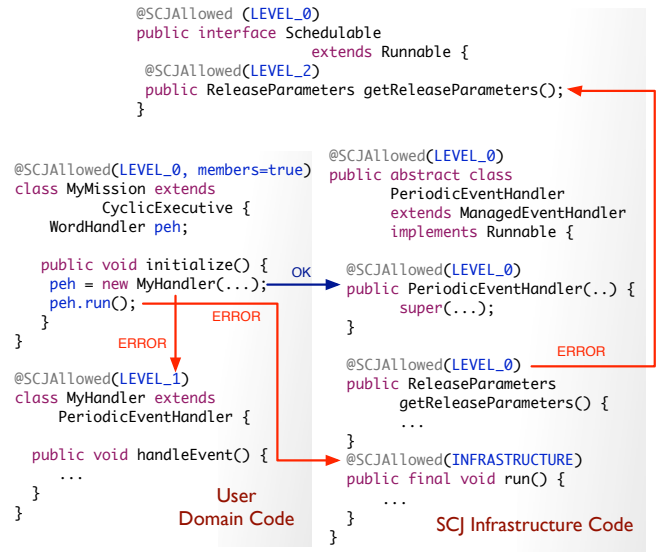 @SCJAllowed (LEVEL_0)
public interface Schedulable
extends Runnable {
@SCJAllowed(LEVEL_2)
public ReleaseParameters getReleaseParameters();
}
@SCJAllowed(LEVEL_0, members=true)
class MyMission extends
CyclicExecutive {
WordHandler peh;
public void initialize() {
peh = new MyHandler(...);
peh.run();
}
}
OK
ERROR
ERROR
@SCJAllowed(LEVEL_1)
class MyHandler extends
PeriodicEventHandler {
public void handleEvent() {
...
}
}
User
Domain Code
@SCJAllowed(LEVEL_0)
public abstract class
PeriodicEventHandler
extends ManagedEventHandler
implements Runnable {
@SCJAllowed(LEVEL_0)
public PeriodicEventHandler(..) {
super(...);
}
@SCJAllowed(LEVEL_0)
ERROR
public ReleaseParameters
getReleaseParameters() {
...
}
@SCJAllowed(INFRASTRUCTURE)
public final void run() {
...
}
}
SCJ Infrastructure Code